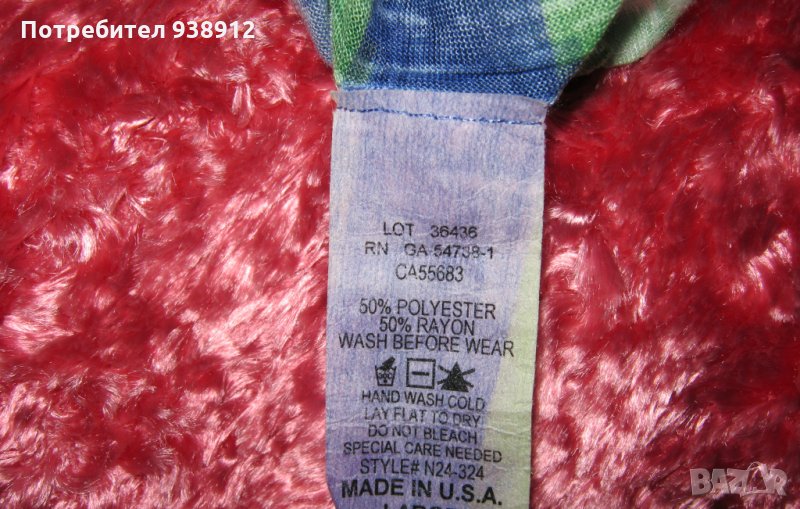 Потребител 938912
LOT 36436
RN GA 54738-1
CA55683
50% POLYESTER
50% RAYON
WASH BEFORE WEAR
HAND WASH COLD
LAY FLAT TO DRY
DO NOT BLEACH
SPECIAL CARE NEEDED
STYLE# N24-324
MADE IN U.S.A.
BAZAR